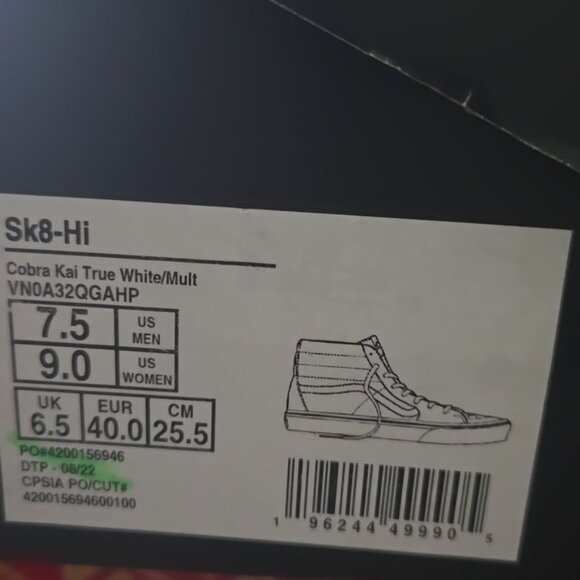 Sk8-Hi
Cobra Kai True White/Mult
VN0A32QGAHP
7.5 US MEN
9.0 US WOMEN
UK EUR CM
6.5 40.0 25.5
PO#4200156946
DTP - 08/22
CPSIA PO/CUT#
420015694600100
1 96244 49990 5